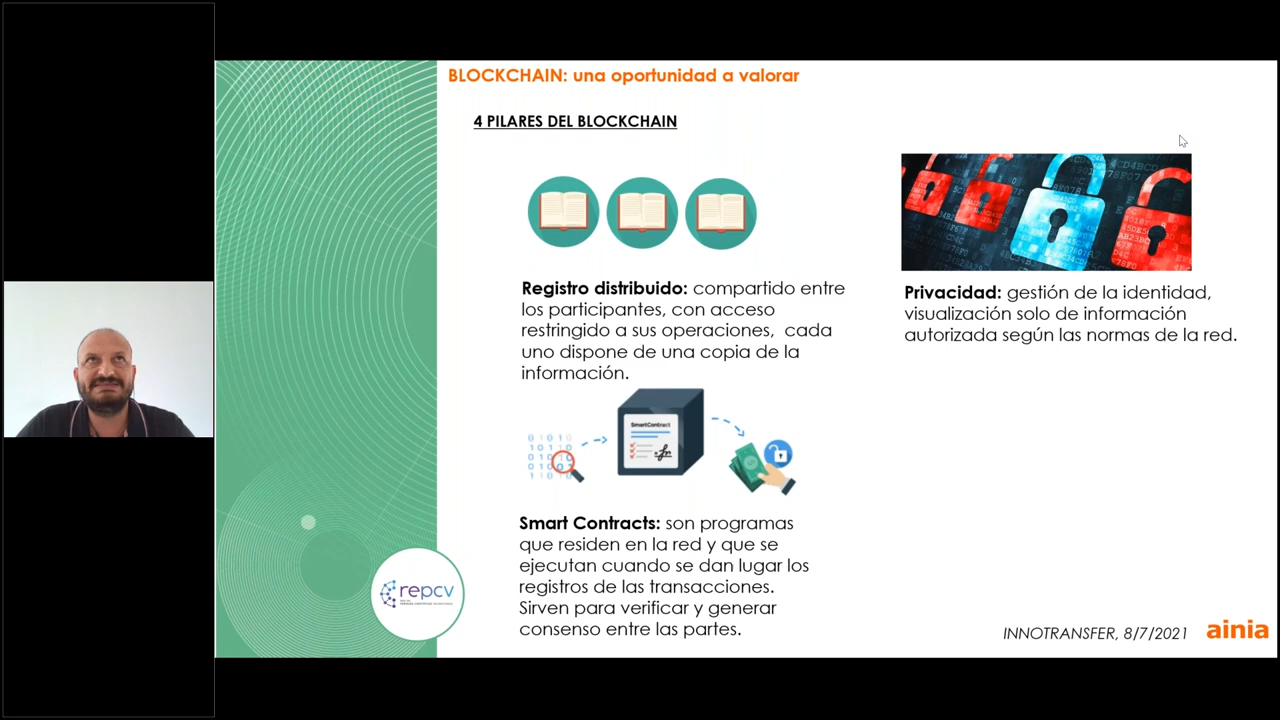 BLOCKCHAIN: una oportunidad a valorar
4 PILARES DEL BLOCKCHAIN
Registro distribuido: compartido entre
los participantes, con acceso
restringido a sus operaciones, cada
uno dispone de una copia de la
información.
Privacidad: gestión de la identidad,
visualización solo de información
autorizada según las normas de la red.
SmartContract
Smart Contracts: son programas
que residen en la red y que se
ejecutan cuando se dan lugar los
registros de las transacciones.
Sirven para verificar y generar
consenso entre las partes.
repcv
INNOTRANSFER, 8/7/2021
ainia